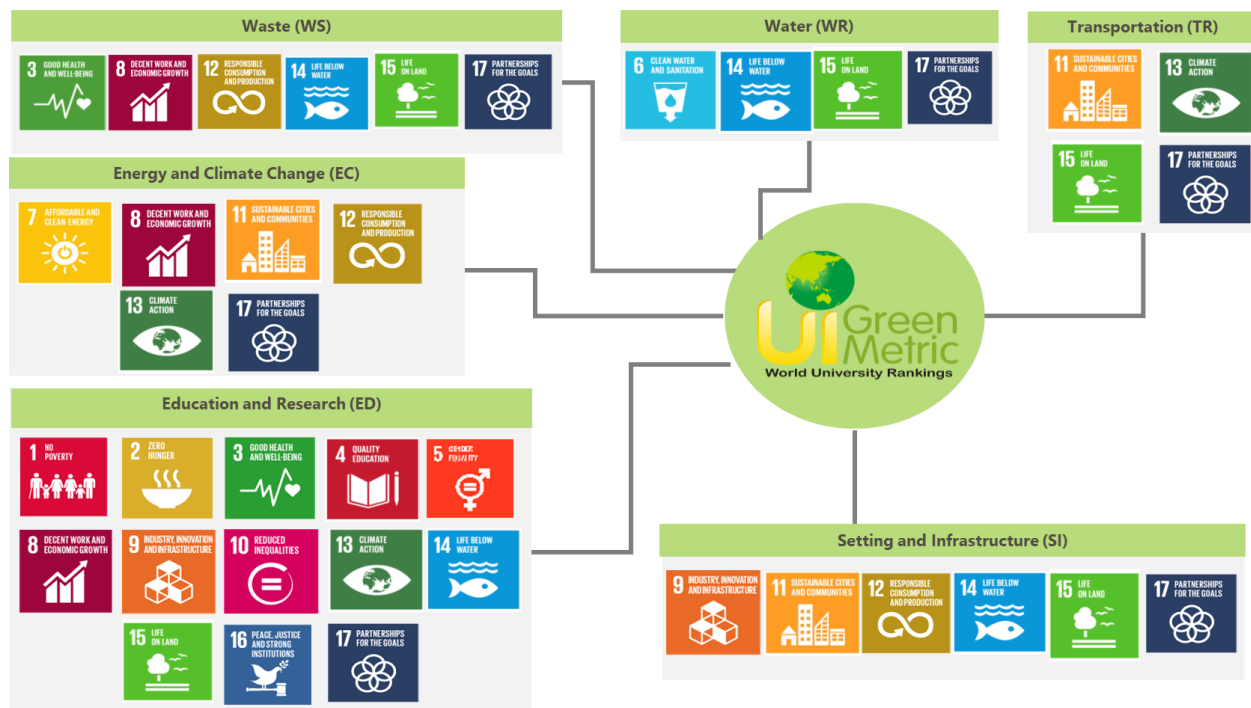 Waste (WS)
3 GOOD HEALTH
AND WELL-BEING
8 DECENT WORK AND
ECONOMIC GROWTH
12 RESPONSIBLE
CONSUMPTION
AND PRODUCTION
14 LIFE BELOW
WATER
15 LIFE
ON LAND
17 PARTNERSHIPS
FOR THE GOALS
Water (WR)
6 CLEAN WATER
AND SANITATION
14 LIFE BELOW
WATER
15 LIFE
ON LAND
17 PARTNERSHIPS
FOR THE GOALS
Transportation (TR)
11 SUSTAINABLE CITIES
AND COMMUNITIES
13 CLIMATE
ACTION
15 LIFE
ON LAND
17 PARTNERSHIPS
FOR THE GOALS
Energy and Climate Change (EC)
7 AFFORDABLE AND
CLEAN ENERGY
8 DECENT WORK AND
ECONOMIC GROWTH
11 SUSTAINABLE CITIES
AND COMMUNITIES
12 RESPONSIBLE
CONSUMPTION
AND PRODUCTION
13 CLIMATE
ACTION
17 PARTNERSHIPS
FOR THE GOALS
UI Green
Metric
World University Rankings
Education and Research (ED)
1 NO
POVERTY
2 ZERO
HUNGER
3 GOOD HEALTH
AND WELL-BEING
4 QUALITY
EDUCATION
5 GENDER
EQUALITY
8 DECENT WORK AND
ECONOMIC GROWTH
9 INDUSTRY, INNOVATION
AND INFRASTRUCTURE
10 REDUCED
INEQUALITIES
13 CLIMATE
ACTION
14 LIFE BELOW
WATER
15 LIFE
ON LAND
16 PEACE, JUSTICE
AND STRONG
INSTITUTIONS
17 PARTNERSHIPS
FOR THE GOALS
Setting and Infrastructure (SI)
9 INDUSTRY, INNOVATION
AND INFRASTRUCTURE
11 SUSTAINABLE CITIES
AND COMMUNITIES
12 RESPONSIBLE
CONSUMPTION
AND PRODUCTION
14 LIFE BELOW
WATER
15 LIFE
ON LAND
17 PARTNERSHIPS
FOR THE GOALS